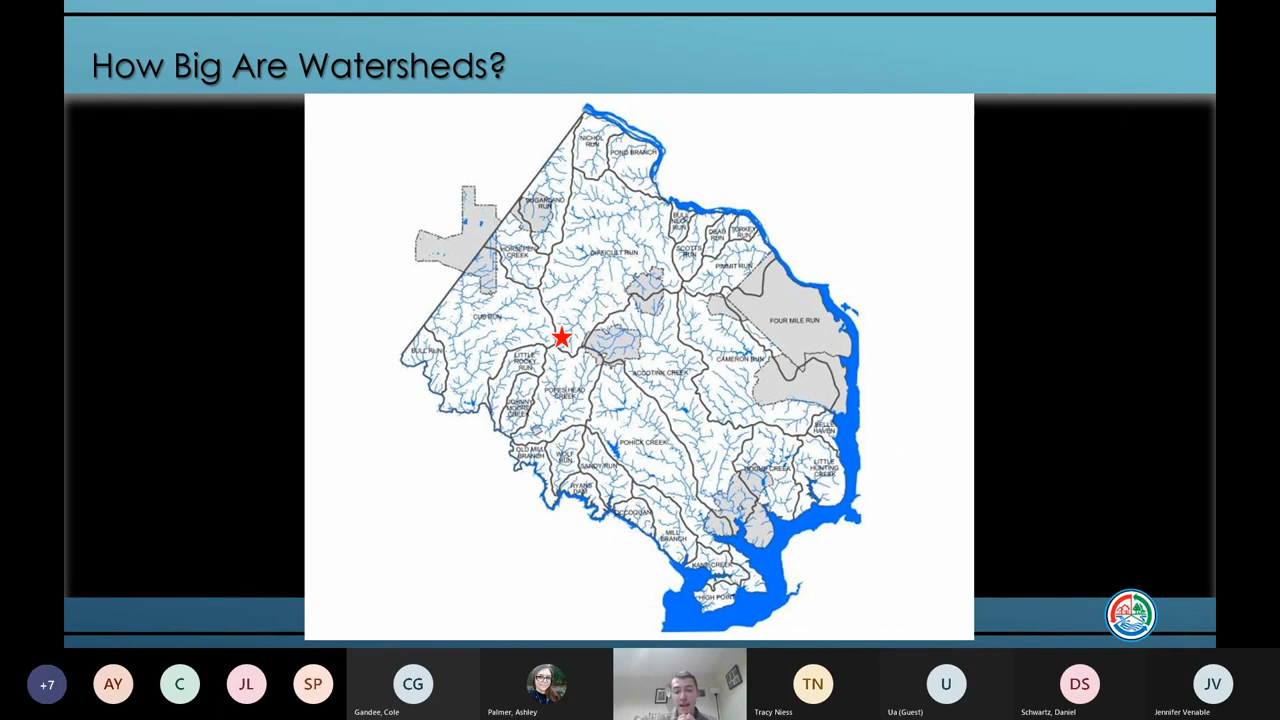 How Big Are Watersheds?
NICHOL
RUN
POND BRANCH
SUGARLAND
RUN
BULL
NECK
RUN
DEAD
RUN
TURKEY
RUN
HORSEPEN
CREEK
DIFFICULT RUN
SCOTTS
RUN
PIMMIT RUN
CUB RUN
FOUR MILE RUN
BULL RUN
LITTLE
ROCKY
RUN
CAMERON RUN
ACCOTINK CREEK
POPES HEAD
CREEK
JOHNNY
MOORE
CREEK
BELLE
HAVEN
POHICK CREEK
OLD MILL
BRANCH
WOLF
RUN
SANDY RUN
DOGUE CREEK
LITTLE
HUNTING
CREEK
RYANS
DAM
OCCOQUAN
MILL
BRANCH
KANE CREEK
HIGH POINT
+7
AY
C
JL
SP
CG
TN
U
DS
JV
Gandee, Cole
Palmer, Ashley
Tracy Niess
Ua (Guest)
Schwartz, Daniel
Jennifer Venable